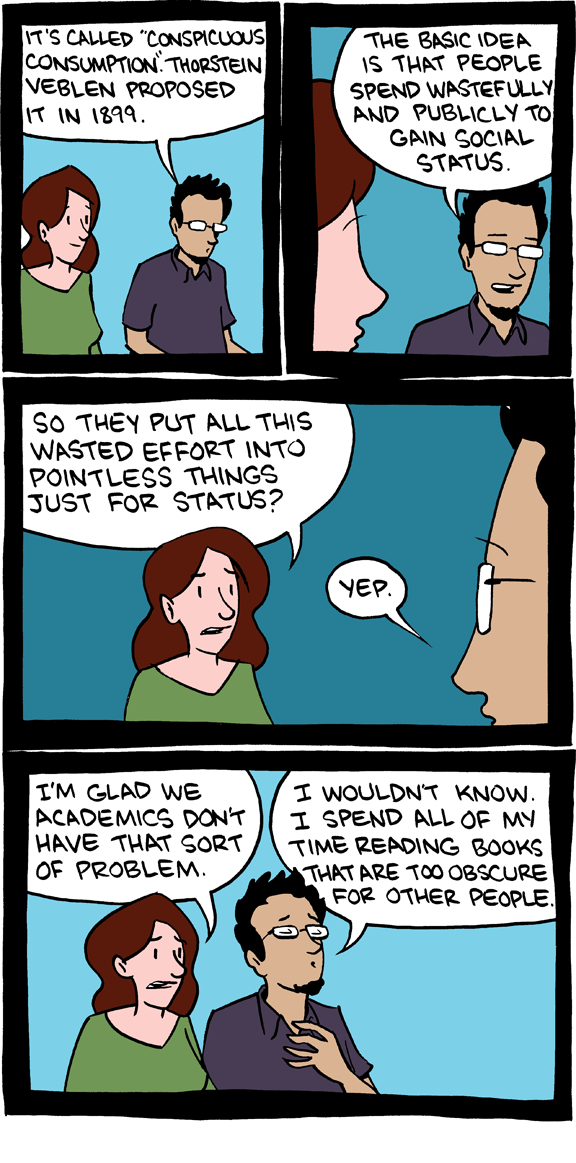 IT'S CALLED "CONSPICUOUS
CONSUMPTION". THORSTEIN
VEBLEN PROPOSED
IT IN 1899.
THE BASIC IDEA
IS THAT PEOPLE
SPEND WASTEFULLY
AND PUBLICLY TO
GAIN SOCIAL
STATUS.
SO THEY PUT ALL THIS
WASTED EFFORT INTO
POINTLESS THINGS
JUST FOR STATUS?
YEP.
I'M GLAD WE
ACADEMICS DON'T
HAVE THAT SORT
OF PROBLEM.
I WOULDN'T KNOW.
I SPEND ALL OF MY
TIME READING BOOKS
THAT ARE TOO OBSCURE
FOR OTHER PEOPLE.